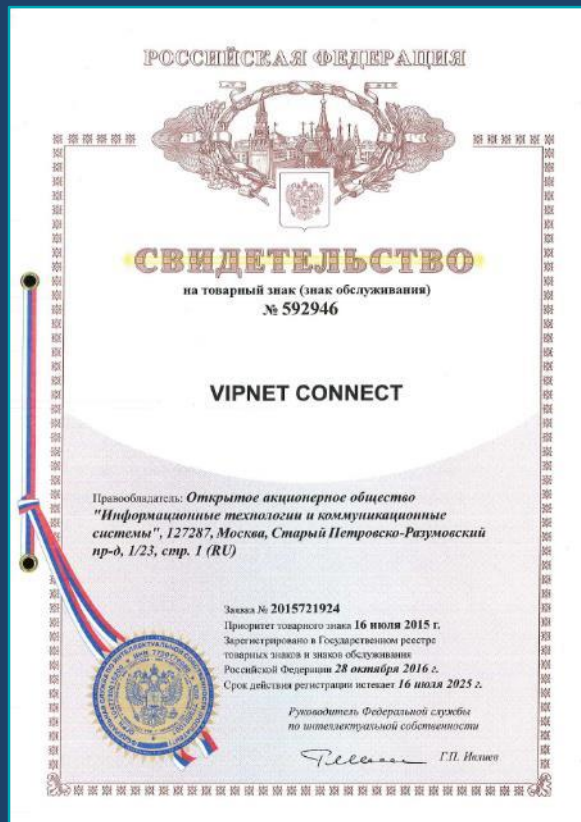 РОССИЙСКАЯ ФЕДЕРАЦИЯ
СВИДЕТЕЛЬСТВО
на товарный знак (знак обслуживания)
№ 592946
VIPNET CONNECT
Правообладатель: Открытое акционерное общество
"Информационные технологии и коммуникационные
системы", 127287, Москва, Старый Петровско-Разумовский
пр-д, 1/23, стр. 1 (RU)
Заявка № 2015721924
Приоритет товарного знака 16 июля 2015 г.
Зарегистрировано в Государственном реестре
товарных знаков и знаков обслуживания
Российской Федерации 28 октября 2016 г.
Срок действия регистрации истекает 16 июля 2025 г.
Руководитель Федеральной службы
по интеллектуальной собственности
Г.П. Ивлиев